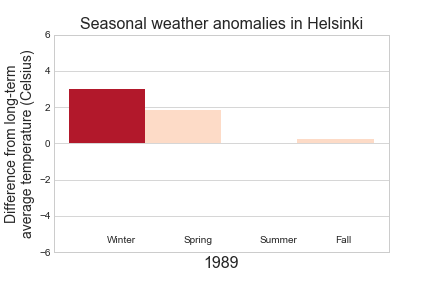 Seasonal weather anomalies in Helsinki
Difference from long-term
average temperature (Celsius)
6
4
2
0
−2
−4
−6
Winter Spring Summer Fall
1989